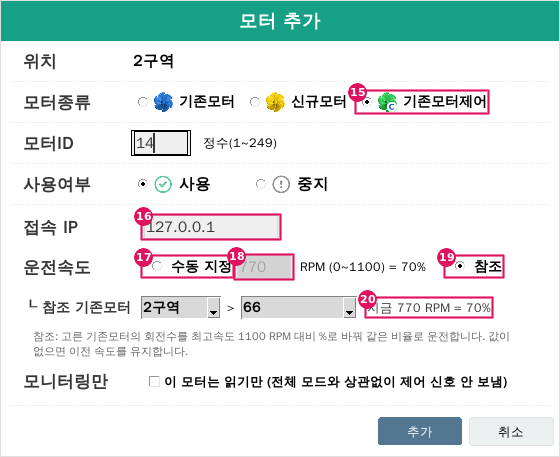 모터 추가
위치 2구역
모터종류 기존모터 신규모터 15 C 기존모터제어
모터ID 14 정수(1~249)
사용여부 사용 중지
접속 IP 16 127.0.0.1
운전속도 17 수동 지정 18 770 RPM (0~1100) = 70% 19 참조
└ 참조 기존모터 2구역 > 66 20 지금 770 RPM = 70%
참조: 고른 기존모터의 회전수를 최고속도 1100 RPM 대비 %로 바꿔 같은 비율로 운전합니다. 값이
없으면 이전 속도를 유지합니다.
모니터링만 이 모터는 읽기만 (전체 모드와 상관없이 제어 신호 안 보냄)
추가 취소